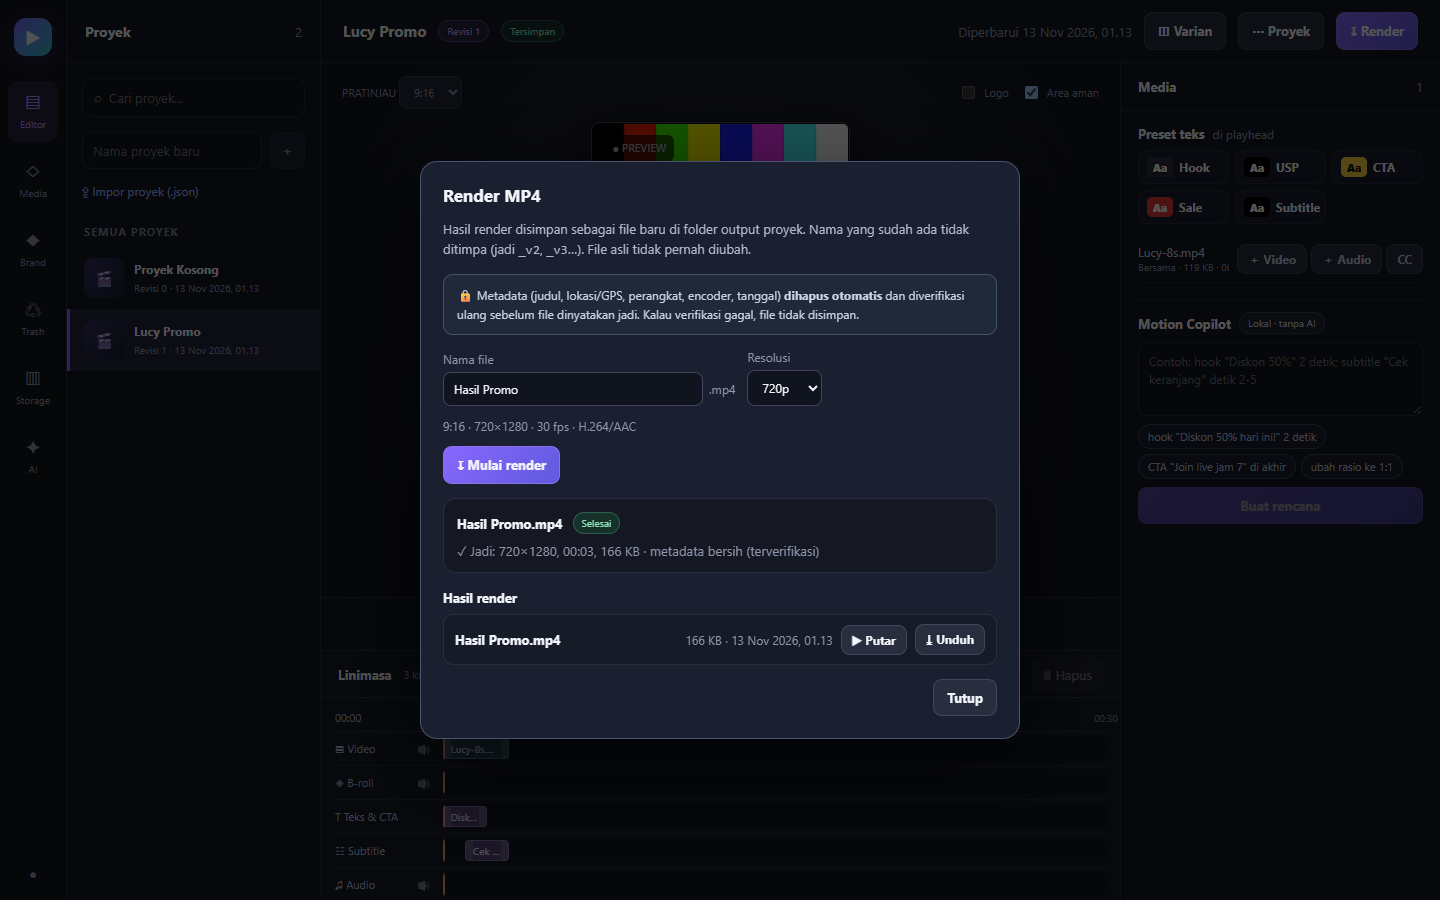 Proyek 2
Lucy Promo Revisi 1 Tersimpan
Diperbarui 13 Nov 2026, 01.13 Varian ··· Proyek Render
Editor
Media
Brand
Trash
Storage
AI
Cari proyek...
Nama proyek baru +
Impor proyek (.json)
SEMUA PROYEK
Proyek Kosong
Revisi 0 · 13 Nov 2026, 01.13
Lucy Promo
Revisi 1 · 13 Nov 2026, 01.13
PRATINJAU 9:16 Logo Area aman
● PREVIEW
Render MP4
Hasil render disimpan sebagai file baru di folder output proyek. Nama yang sudah ada tidak
ditimpa (jadi _v2, _v3...). File asli tidak pernah diubah.
Metadata (judul, lokasi/GPS, perangkat, encoder, tanggal) dihapus otomatis dan diverifikasi
ulang sebelum file dinyatakan jadi. Kalau verifikasi gagal, file tidak disimpan.
Nama file Resolusi
Hasil Promo .mp4 720p
9:16 · 720×1280 · 30 fps · H.264/AAC
Mulai render
Hasil Promo.mp4 Selesai
✓ Jadi: 720×1280, 00:03, 166 KB · metadata bersih (terverifikasi)
Hasil render
Hasil Promo.mp4 166 KB · 13 Nov 2026, 01.13 ▶ Putar Unduh
Tutup
Linimasa 3 Hapus
00:00 00:30
Video Lucy-8s....
B-roll
T Teks & CTA Disk...
Subtitle Cek ...
Audio
Media 1
Preset teks di playhead
Aa Hook Aa USP Aa CTA
Aa Sale Aa Subtitle
Lucy-8s.mp4
Bersama · 119 KB ·
+ Video + Audio CC
Motion Copilot Lokal · tanpa AI
Contoh: hook "Diskon 50%" 2 detik; subtitle "Cek
keranjang" detik 2-5
hook "Diskon 50% hari ini!" 2 detik
CTA "Join live jam 7" di akhir ubah rasio ke 1:1
Buat rencana